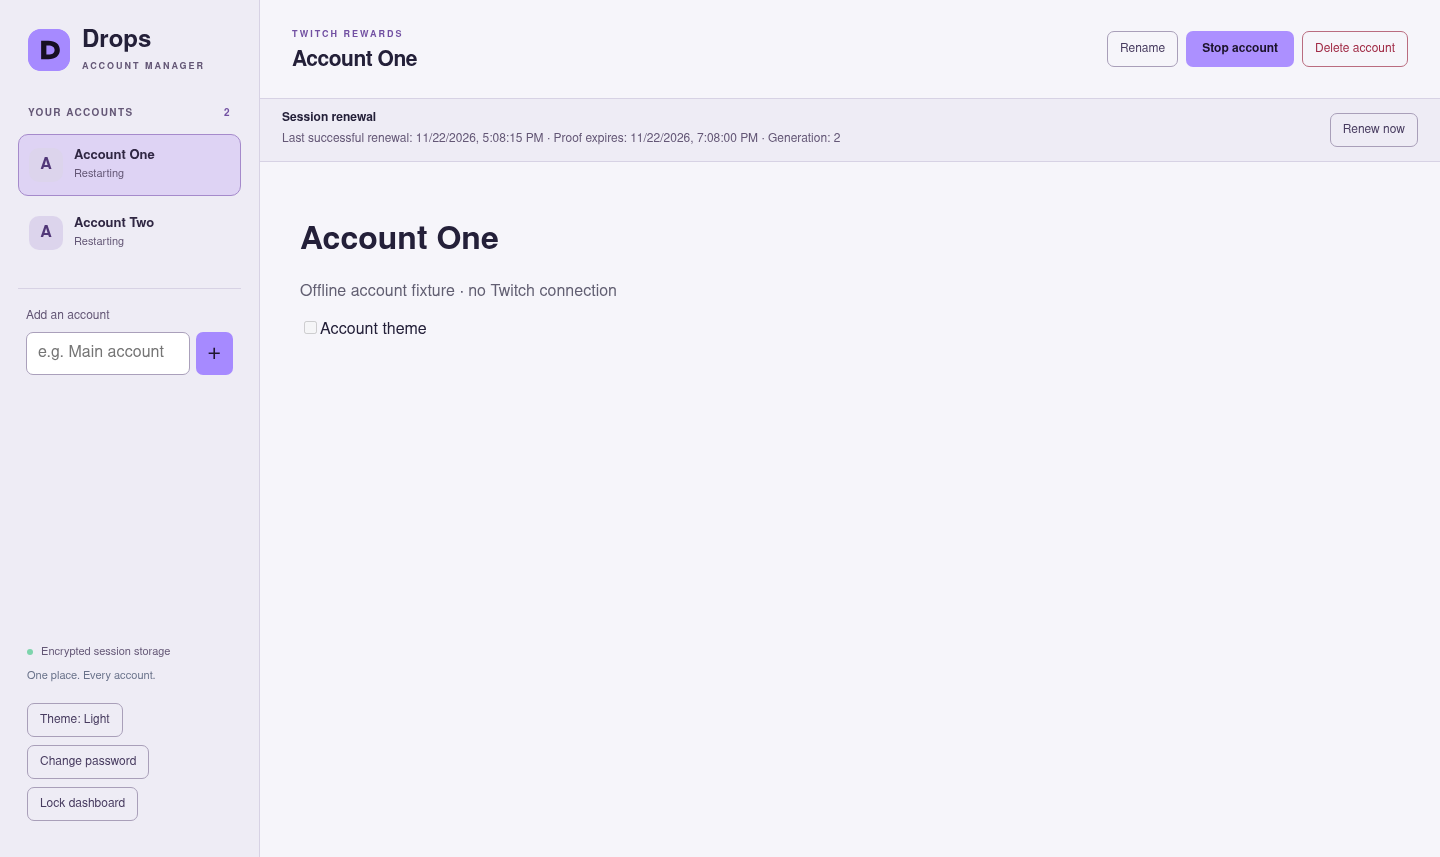 D
Drops
ACCOUNT MANAGER
YOUR ACCOUNTS 2
A
Account One
Restarting
A
Account Two
Restarting
Add an account
e.g. Main account
+
Encrypted session storage
One place. Every account.
Theme: Light
Change password
Lock dashboard
TWITCH REWARDS
Account One
Rename
Stop account
Delete account
Session renewal
Last successful renewal: 11/22/2026, 5:08:15 PM · Proof expires: 11/22/2026, 7:08:00 PM · Generation: 2
Renew now
Account One
Offline account fixture · no Twitch connection
Account theme